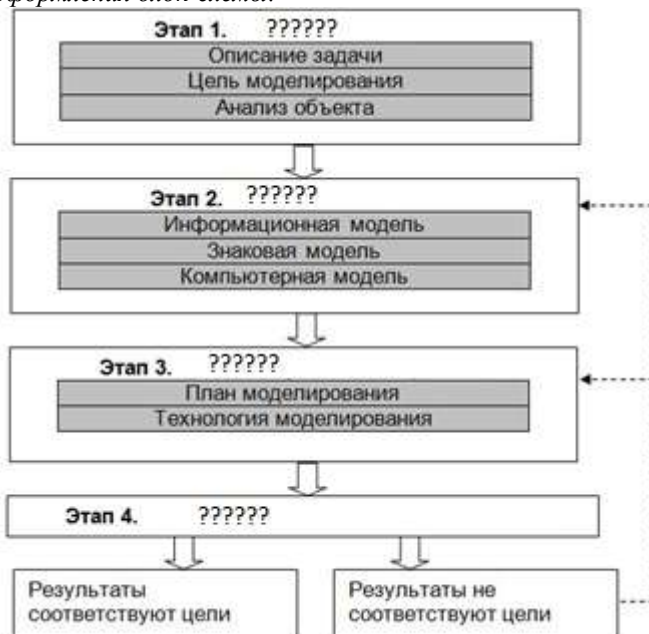 Этап 1. ??????
Описание задачи
Цель моделирования
Анализ объекта
Этап 2. ??????
Информационная модель
Знаковая модель
Компьютерная модель
Этап 3. ??????
План моделирования
Технология моделирования
Этап 4. ??????
Результаты
соответствуют цели
Результаты не
соответствуют цели